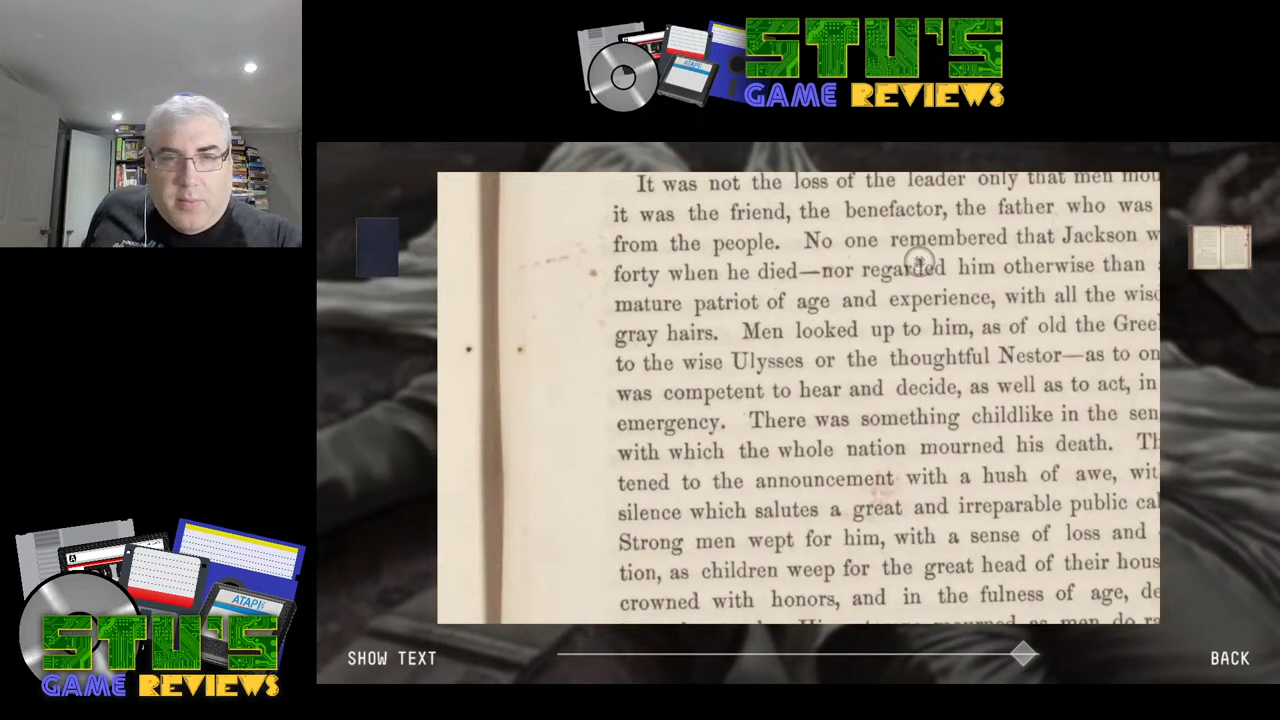 STU'S
GAME REVIEWS
ATAPI
It was not the loss of the leader only that men
it was the friend, the benefactor, the father who was
from the people. No one remembered that Jackson
forty when he died—nor regarded him otherwise than
mature patriot of age and experience, with all the
gray hairs. Men looked up to him, as of old the
to the wise Ulysses or the thoughtful Nestor—as to
was competent to hear and decide, as well as to act, in
emergency. There was something childlike in the
with which the whole nation mourned his death.
tened to the announcement with a hush of awe,
silence which salutes a great and irreparable public
Strong men wept for him, with a sense of loss and
tion, as children weep for the great head of their
crowned with honors, and in the fulness of age,
mourned as men do
SHOW TEXT
BACK
A
ATAPI
STU'S
GAME REVIEWS